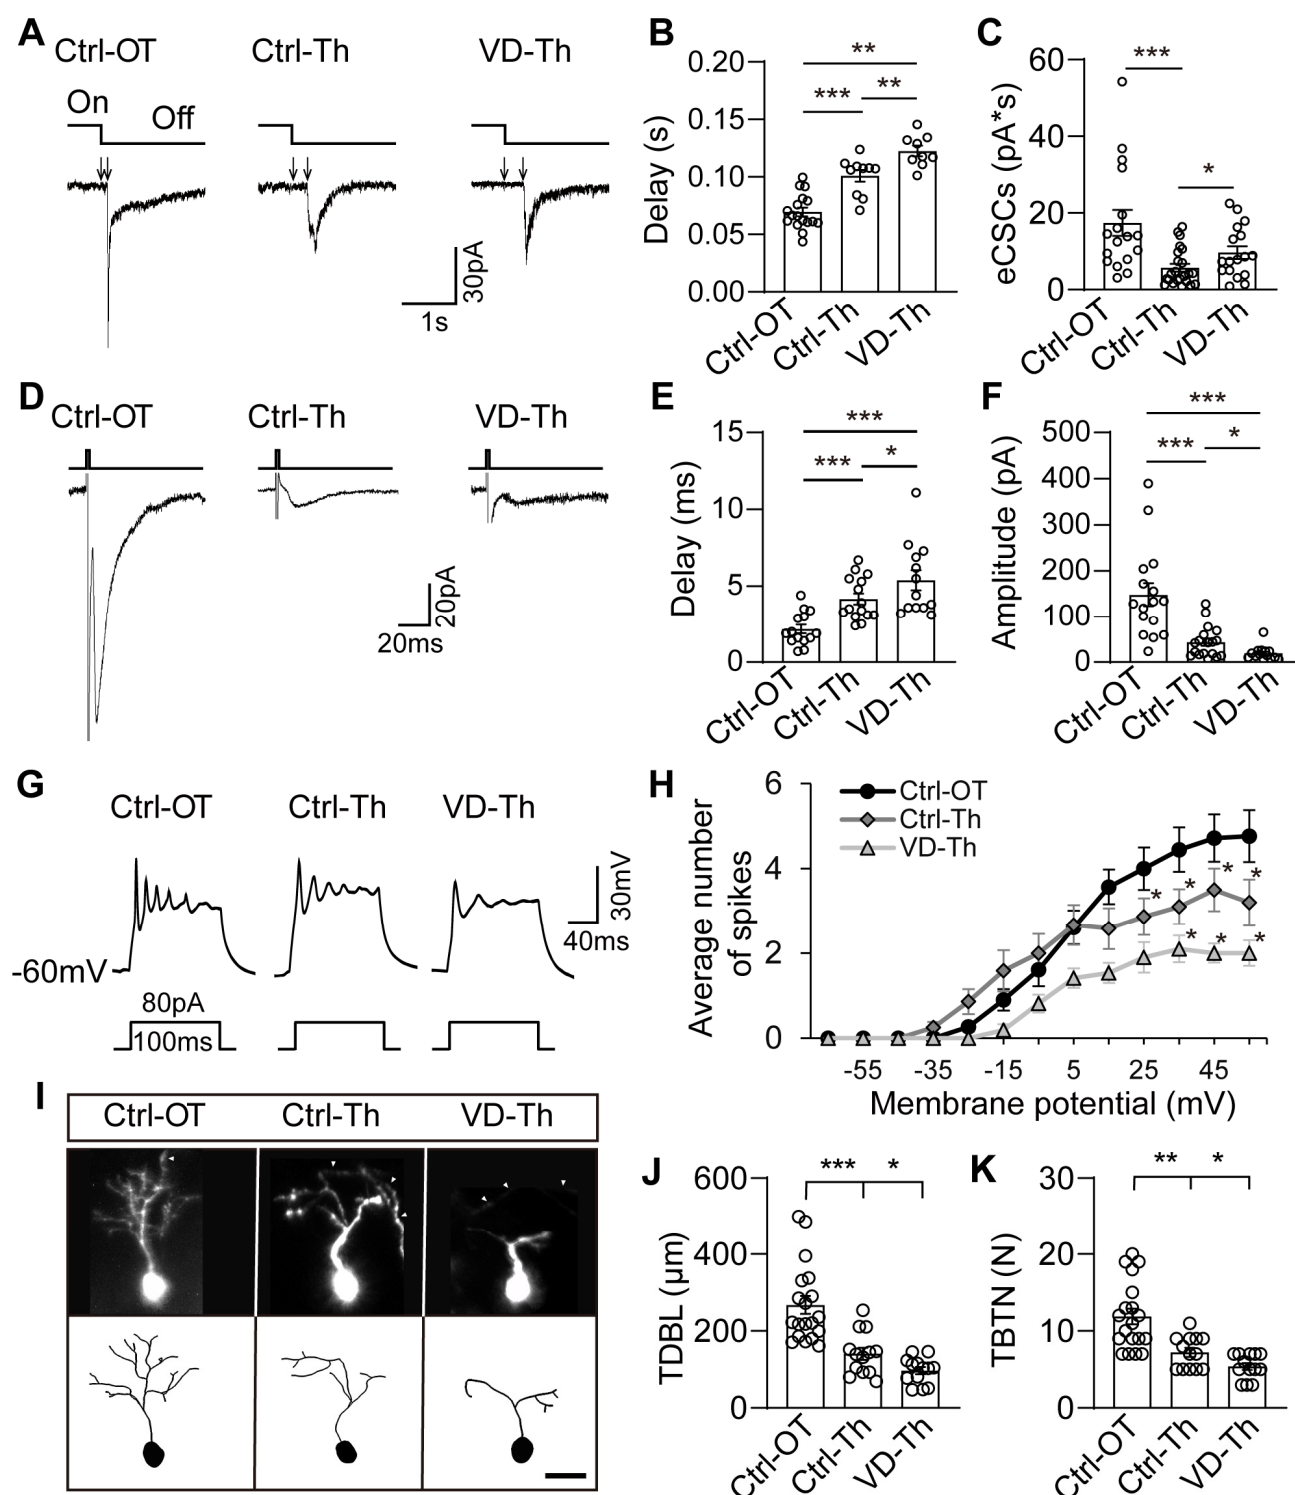 A
Ctrl-OT
Ctrl-Th
VD-Th
On
Off
30pA
1s
B
Delay (s)
0.20
0.15
0.10
0.05
0.00
**
***
**
Ctrl-OT
Ctrl-Th
VD-Th
C
eCSCs (pA*s)
60
40
20
0
***
*
Ctrl-OT
Ctrl-Th
VD-Th
D
Ctrl-OT
Ctrl-Th
VD-Th
20pA
20ms
E
Delay (ms)
15
10
5
0
***
***
*
Ctrl-OT
Ctrl-Th
VD-Th
F
Amplitude (pA)
500
400
300
200
100
0
***
***
*
Ctrl-OT
Ctrl-Th
VD-Th
G
Ctrl-OT
Ctrl-Th
VD-Th
30mV
40ms
-60mV
80pA
100ms
H
Average number
of spikes
6
4
2
0
Ctrl-OT
Ctrl-Th
VD-Th
* * * *
* * *
-55 -35 -15 5 25 45
Membrane potential (mV)
I
Ctrl-OT
Ctrl-Th
VD-Th
J
TDBL (µm)
600
400
200
0
***
*
Ctrl-OT
Ctrl-Th
VD-Th
K
TBTN (N)
30
20
10
0
**
*
Ctrl-OT
Ctrl-Th
VD-Th